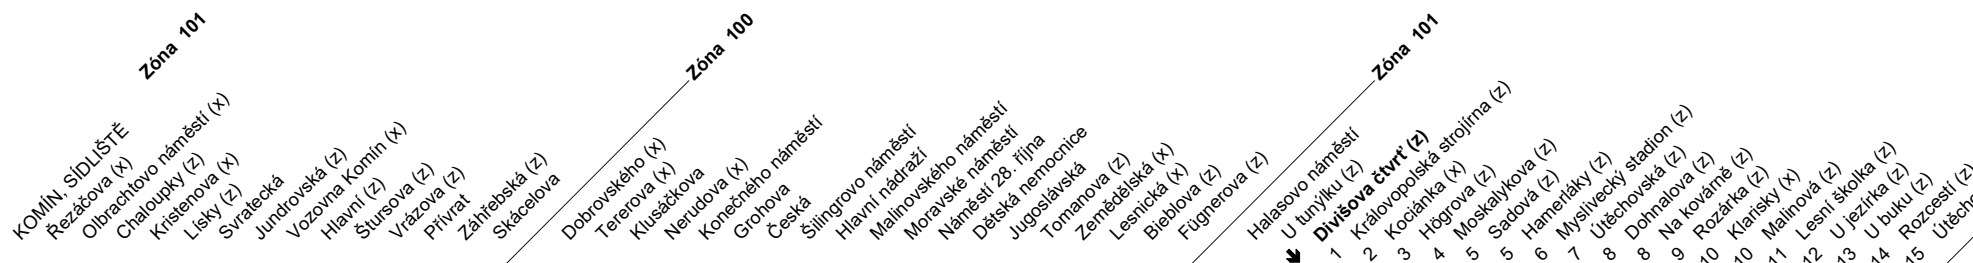 Zóna 101
KOMÍN, SÍDLIŠTĚ
Řezáčova (x)
Olbrachtovo náměstí (x)
Chaloupky (z)
Kristenova (x)
Lísky (z)
Svratecká
Jundrovská (z)
Vozovna Komín (x)
Hlavní (z)
Štursova (z)
Vrázova (z)
Přívrat
Záhřebská (z)
Skácelova
Zóna 100
Dobrovského (x)
Tererova (x)
Klusáčkova
Nerudova (x)
Konečného náměstí
Grohova
Česká
Šilingrovo náměstí
Hlavní nádraží
Malinovského náměstí
Moravské náměstí
Náměstí 28. října
Dětská nemocnice
Jugoslávská
Tomanova (z)
Zemědělská (x)
Lesnická (x)
Bieblova (z)
Fügnerova (z)
Zóna 101
Halasovo náměstí
U tunýlku (z)
Divišova čtvrť (z)
1 Královopolská strojírna (z)
2 Kociánka (x)
3 Högrova (z)
4 Moskalykova (z)
5 Sadová (z)
5 Hamerláky (z)
6 Myslivecký stadion (z)
7 Útěchovská (z)
8 Dohnalova (z)
8 Na kovárně (z)
9 Rozárka (z)
10 Klarisky (x)
10 Malinová (z)
11 Lesní školka (z)
12 U jezírka (z)
13 U buku (z)
14 Rozcestí (z)
15